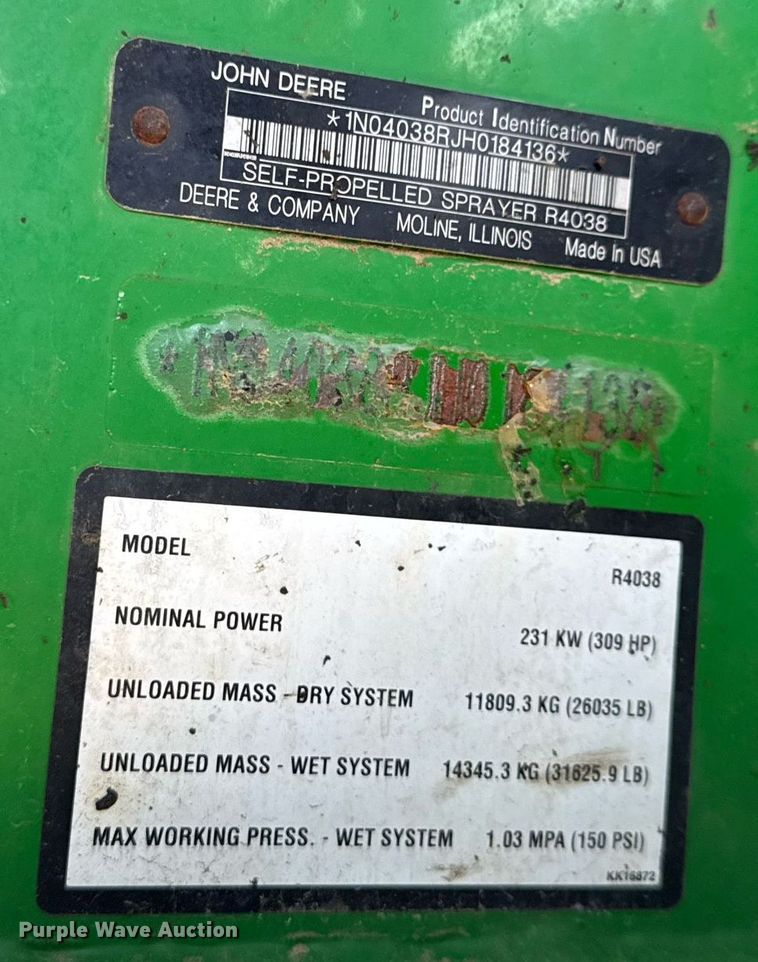 JOHN DEERE
Product Identification Number
*1N04038RJH0184136*
SELF-PROPELLED SPRAYER R4038
DEERE & COMPANY MOLINE, ILLINOIS Made In USA
MODEL R4038
NOMINAL POWER 231 KW (309 HP)
UNLOADED MASS - DRY SYSTEM 11809.3 KG (26035 LB)
UNLOADED MASS - WET SYSTEM 14345.3 KG (31625.9 LB)
MAX WORKING PRESS. - WET SYSTEM 1.03 MPA (150 PSI)
KK16872
Purple Wave Auction